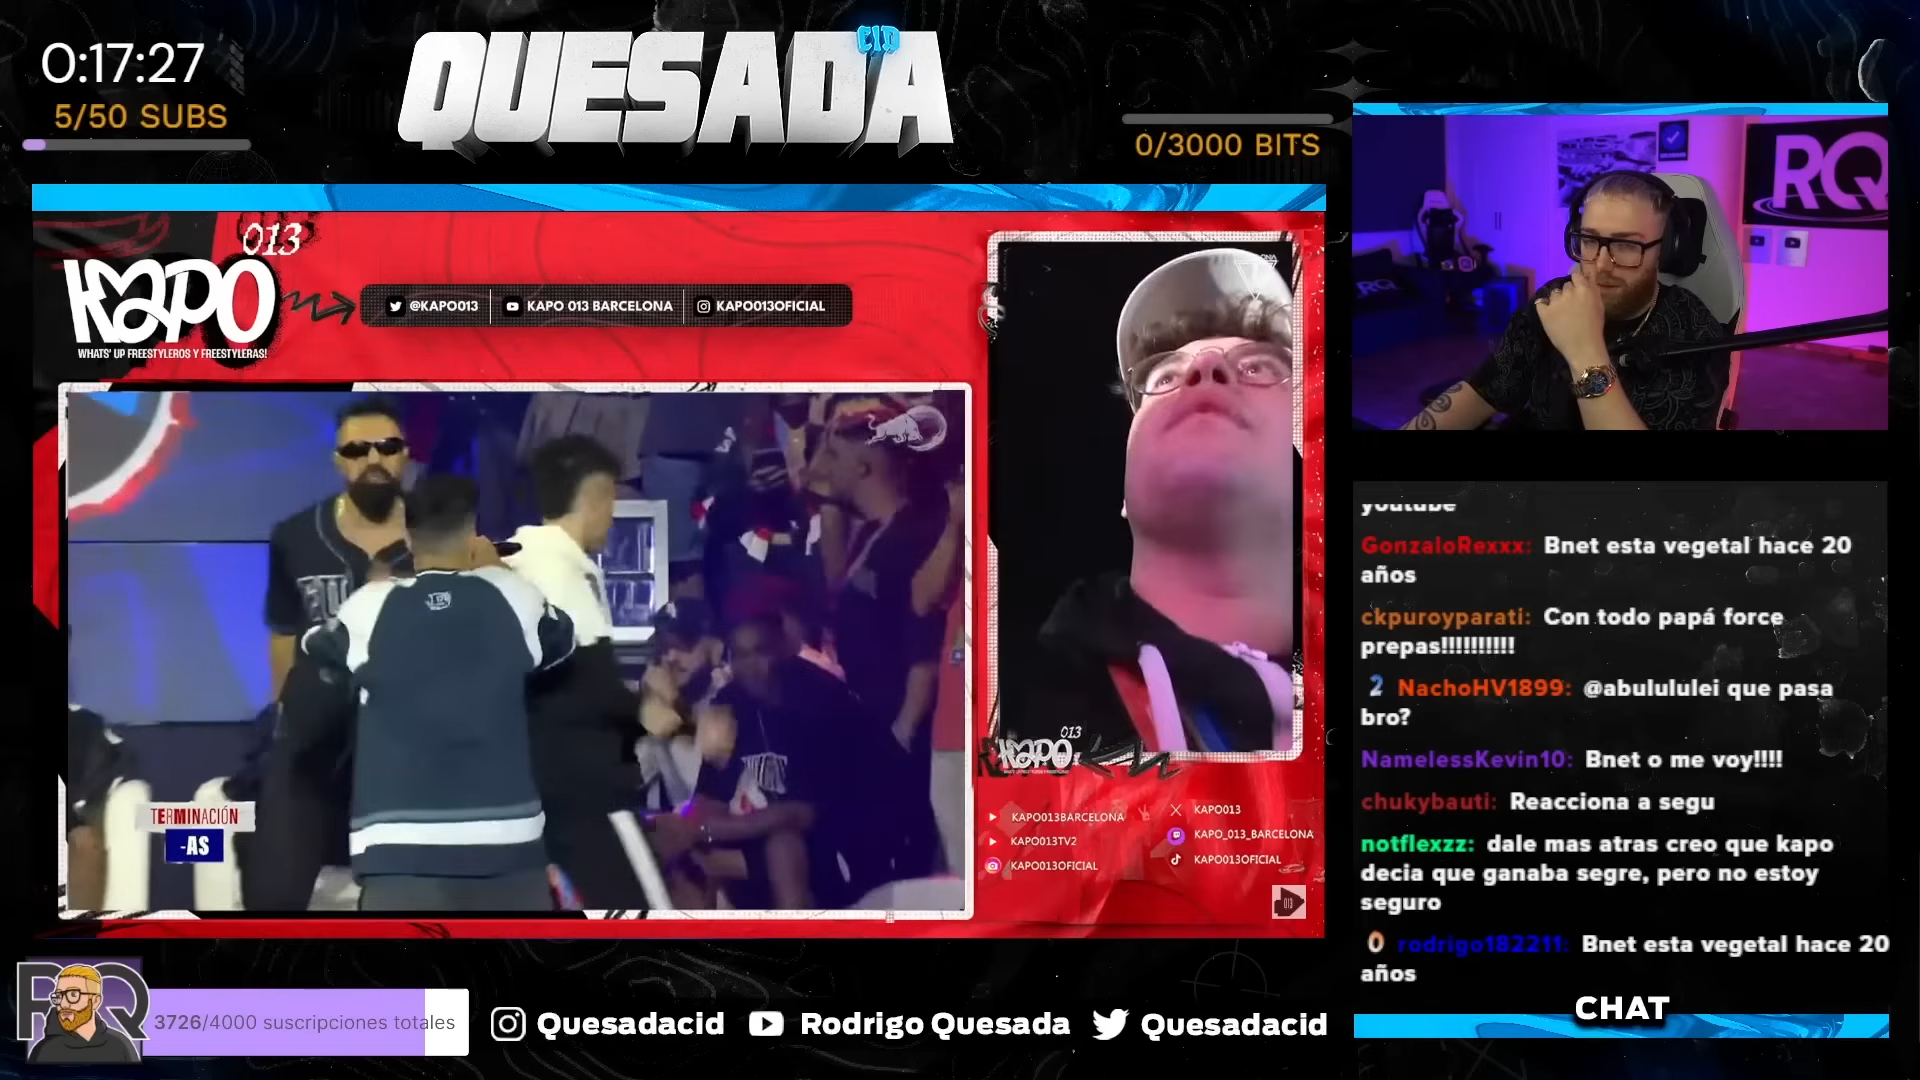 0:17:27
5/50 SUBS
QUESADA
CID
0/3000 BITS
RQ
RQ
013
KAPO
WHATS' UP FREESTYLEROS Y FREESTYLERAS!
@KAPO013
KAPO 013 BARCELONA
KAPO013OFICIAL
TERMINACIÓN
-AS
013
KAPO
KAPO013BARCELONA
KAPO013TV2
KAPO013OFICIAL
KAPO013
KAPO_013_BARCELONA
KAPO013OFICIAL
013
youtube
GonzaloRexxx: Bnet esta vegetal hace 20
años
ckpuroyparati: Con todo papá force
prepas!!!!!!!!!!
2 NachoHV1899: @abulululei que pasa
bro?
NamelessKevin10: Bnet o me voy!!!!
chukybauti: Reacciona a segu
notflexzz: dale mas atras creo que kapo
decia que ganaba segre, pero no estoy
seguro
0 rodrigo182211: Bnet esta vegetal hace 20
años
CHAT
RQ
3726/4000 suscripciones totales
Quesadacid
Rodrigo Quesada
Quesadacid